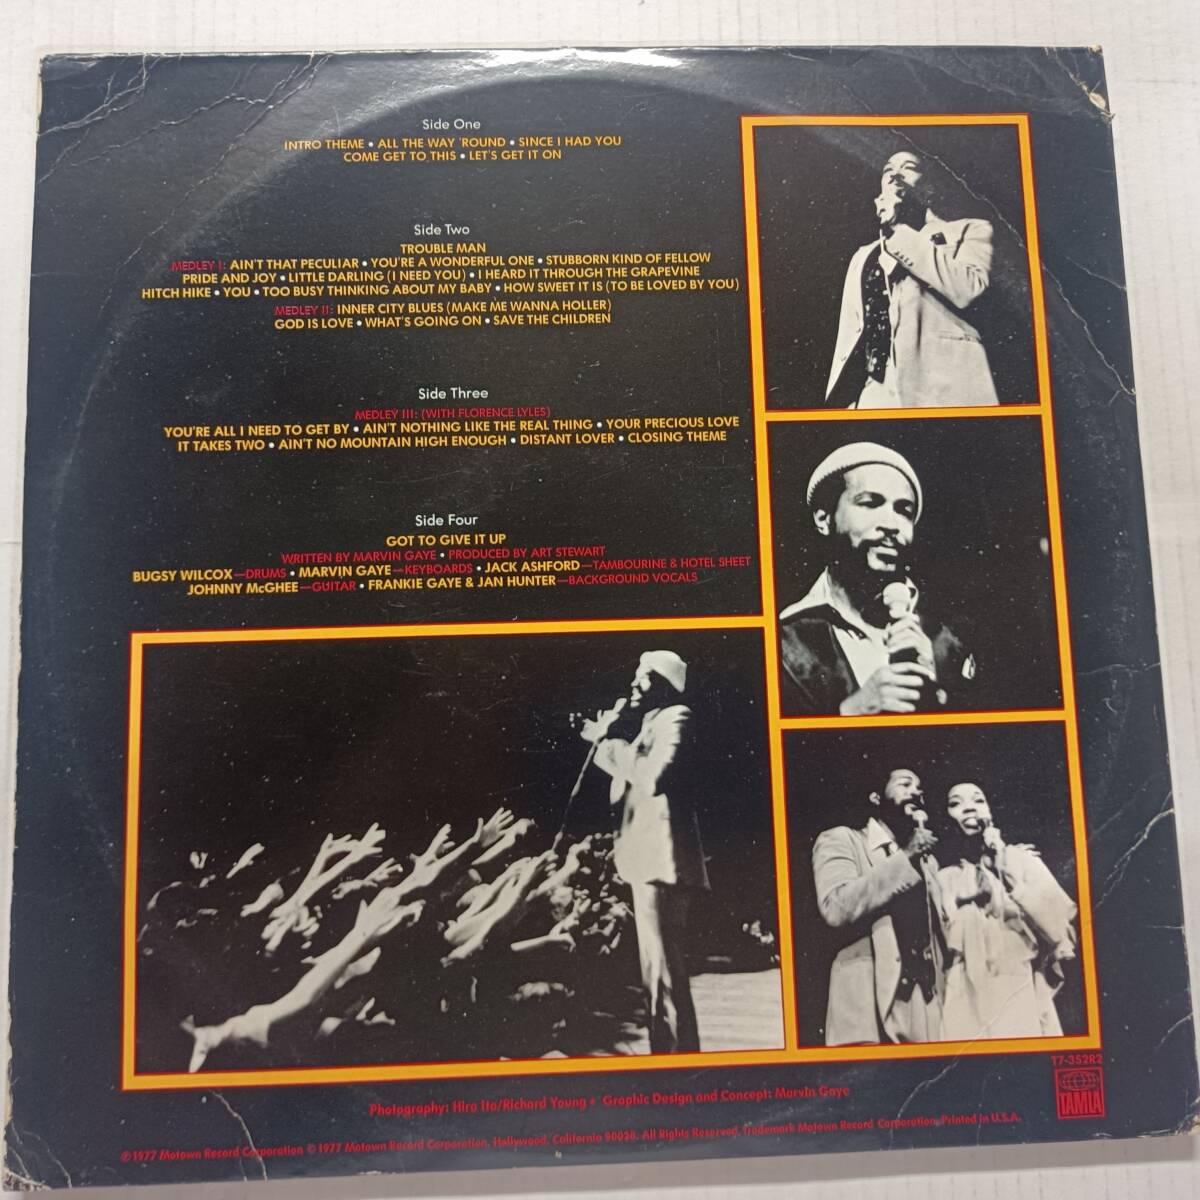 Side One
INTRO THEME • ALL THE WAY 'ROUND • SINCE I HAD YOU
COME GET TO THIS • LET'S GET IT ON
Side Two
TROUBLE MAN
MEDLEY I: AIN'T THAT PECULIAR • YOU'RE A WONDERFUL ONE • STUBBORN KIND OF FELLOW
PRIDE AND JOY • LITTLE DARLING (I NEED YOU) • I HEARD IT THROUGH THE GRAPEVINE
HITCH HIKE • YOU • TOO BUSY THINKING ABOUT MY BABY • HOW SWEET IT IS (TO BE LOVED BY YOU)
MEDLEY II: INNER CITY BLUES (MAKE ME WANNA HOLLER)
GOD IS LOVE • WHAT'S GOING ON • SAVE THE CHILDREN
Side Three
MEDLEY III: (WITH FLORENCE LYLES)
YOU'RE ALL I NEED TO GET BY • AIN'T NOTHING LIKE THE REAL THING • YOUR PRECIOUS LOVE
IT TAKES TWO • AIN'T NO MOUNTAIN HIGH ENOUGH • DISTANT LOVER • CLOSING THEME
Side Four
GOT TO GIVE IT UP
WRITTEN BY MARVIN GAYE • PRODUCED BY ART STEWART
BUGSY WILCOX—DRUMS • MARVIN GAYE—KEYBOARDS • JACK ASHFORD—TAMBOURINE & HOTEL SHEET
JOHNNY McGHEE—GUITAR • FRANKIE GAYE & JAN HUNTER—BACKGROUND VOCALS
T7-352R2
TAMLA
Photography: Hiro Ito/Richard Young • Graphic Design and Concept: Marvin Gaye
℗1977 Motown Record Corporation © 1977 Motown Record Corporation, Hollywood, California 90028. All Rights Reserved. Trademark Motown Record Corporation. Printed in U.S.A.